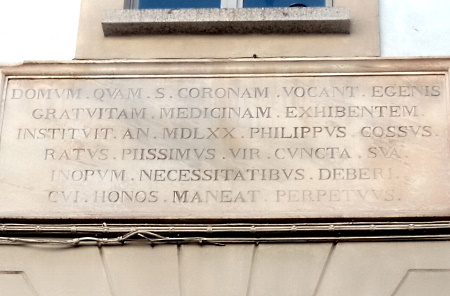 DOMVM . QVAM . S . CORONAM . VOCANT . EGENIS
GRATVITAM . MEDICINAM . EXHIBENTEM
INSTITVIT . AN . MDLXX . PHILIPPVS . COSSVS .
RATVS . PIISSIMVS . VIR . CVNCTA . SVA .
INOPVM . NECESSITATIBVS . DEBERI .
CVI . HONOS . MANEAT . PERPETVVS .